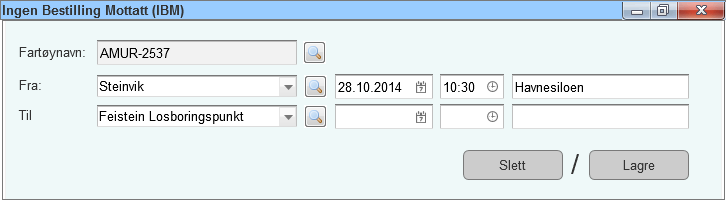 Ingen Bestilling Mottatt (IBM)
Fartøynavn: AMUR-2537
Fra: Steinvik 28.10.2014 10:30 Havnesiloen
Til Feistein Losboringspunkt
Slett / Lagre